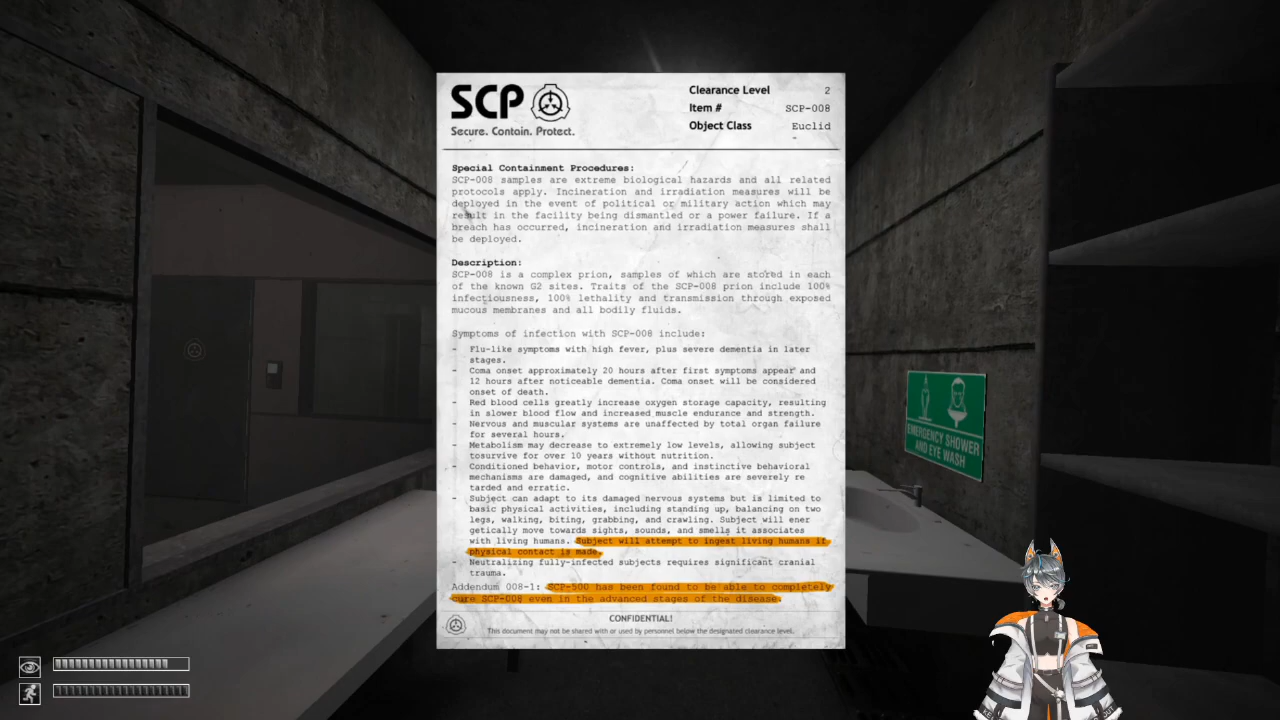 SCP
Secure. Contain. Protect.
Clearance Level 2
Item # SCP-008
Object Class Euclid
Special Containment Procedures:
SCP-008 samples are extreme biological hazards and all related
protocols apply. Incineration and irradiation measures will be
deployed in the event of political or military action which may
result in the facility being dismantled or a power failure. If a
breach has occurred, incineration and irradiation measures shall
be deployed.
Description:
SCP-008 is a complex prion, samples of which are stored in each
of the known G2 sites. Traits of the SCP-008 prion include 100%
infectiousness, 100% lethality and transmission through exposed
mucous membranes and all bodily fluids.
Symptoms of infection with SCP-008 include:
- Flu-like symptoms with high fever, plus severe dementia in later
stages.
- Coma onset approximately 20 hours after first symptoms appear and
12 hours after noticeable dementia. Coma onset will be considered
onset of death.
- Red blood cells greatly increase oxygen storage capacity, resulting
in slower blood flow and increased muscle endurance and strength.
- Nervous and muscular systems are unaffected by total organ failure
for several hours.
- Metabolism may decrease to extremely low levels, allowing subject
tosurvive for over 10 years without nutrition.
- Conditioned behavior, motor controls, and instinctive behavioral
mechanisms are damaged, and cognitive abilities are severely re
tarded and erratic.
- Subject can adapt to its damaged nervous systems but is limited to
basic physical activities, including standing up, balancing on two
legs, walking, biting, grabbing, and crawling. Subject will ener
getically move towards sights, sounds, and smells it associates
with living humans. Subject will attempt to ingest living humans if
physical contact is made.
- Neutralizing fully-infected subjects requires significant cranial
trauma.
Addendum 008-1: SCP-500 has been found to be able to completely
cure SCP-008 even in the advanced stages of the disease.
CONFIDENTIAL!
This document may not be shared with or used by personnel below the designated clearance level.
EMERGENCY SHOWER
AND EYE WASH